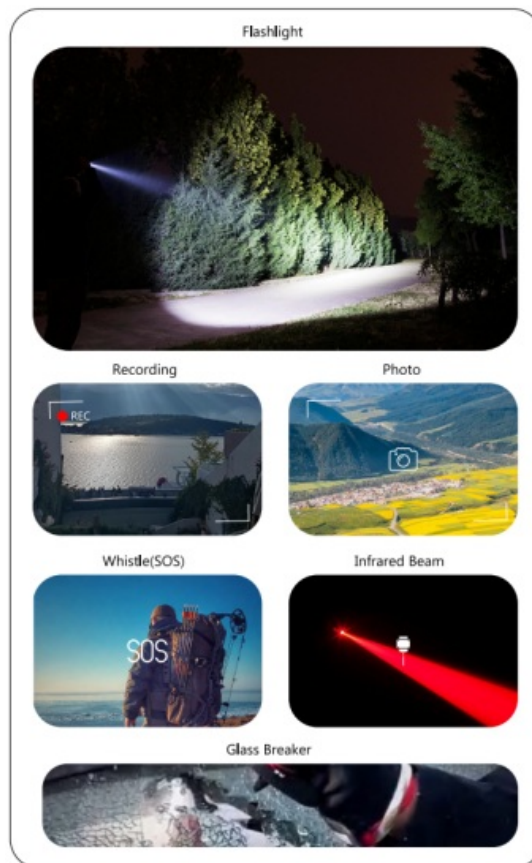 Flashlight
Recording
Photo
REC
Whistle(SOS)
Infrared Beam
SOS
Glass Breaker